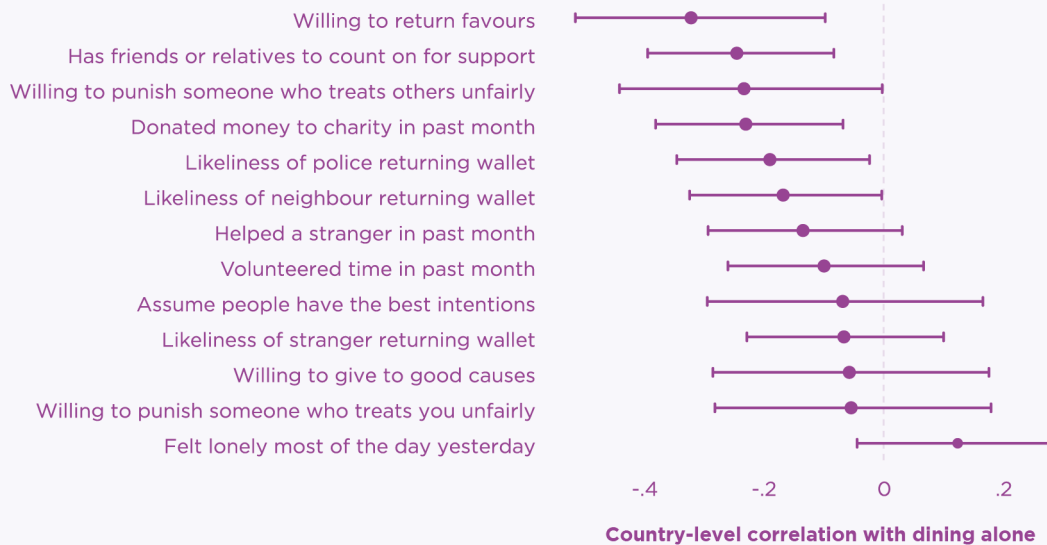 Willing to return favours
Has friends or relatives to count on for support
Willing to punish someone who treats others unfairly
Donated money to charity in past month
Likeliness of police returning wallet
Likeliness of neighbour returning wallet
Helped a stranger in past month
Volunteered time in past month
Assume people have the best intentions
Likeliness of stranger returning wallet
Willing to give to good causes
Willing to punish someone who treats you unfairly
Felt lonely most of the day yesterday
-.4 -.2 0 .2
Country-level correlation with dining alone